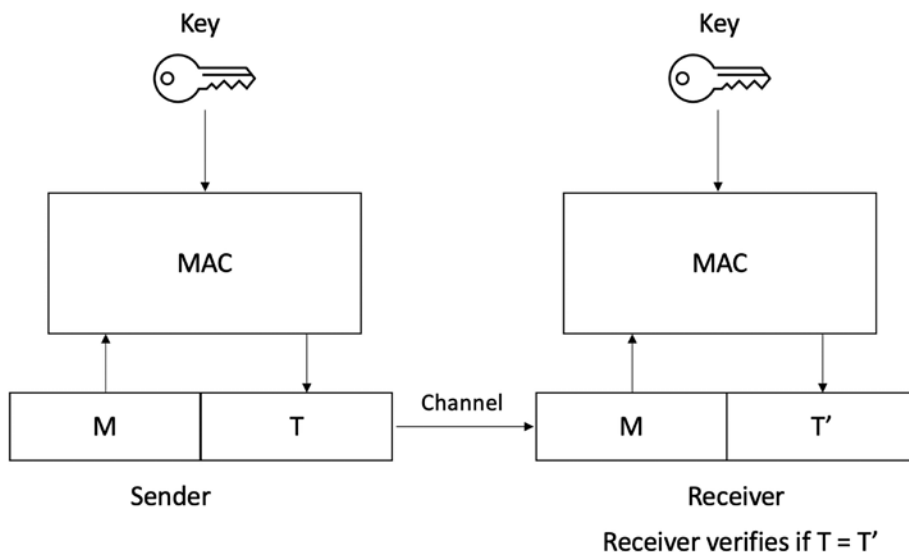 Key
Key
MAC
MAC
M
T
Channel
M
T’
Sender
Receiver
Receiver verifies if T = T’